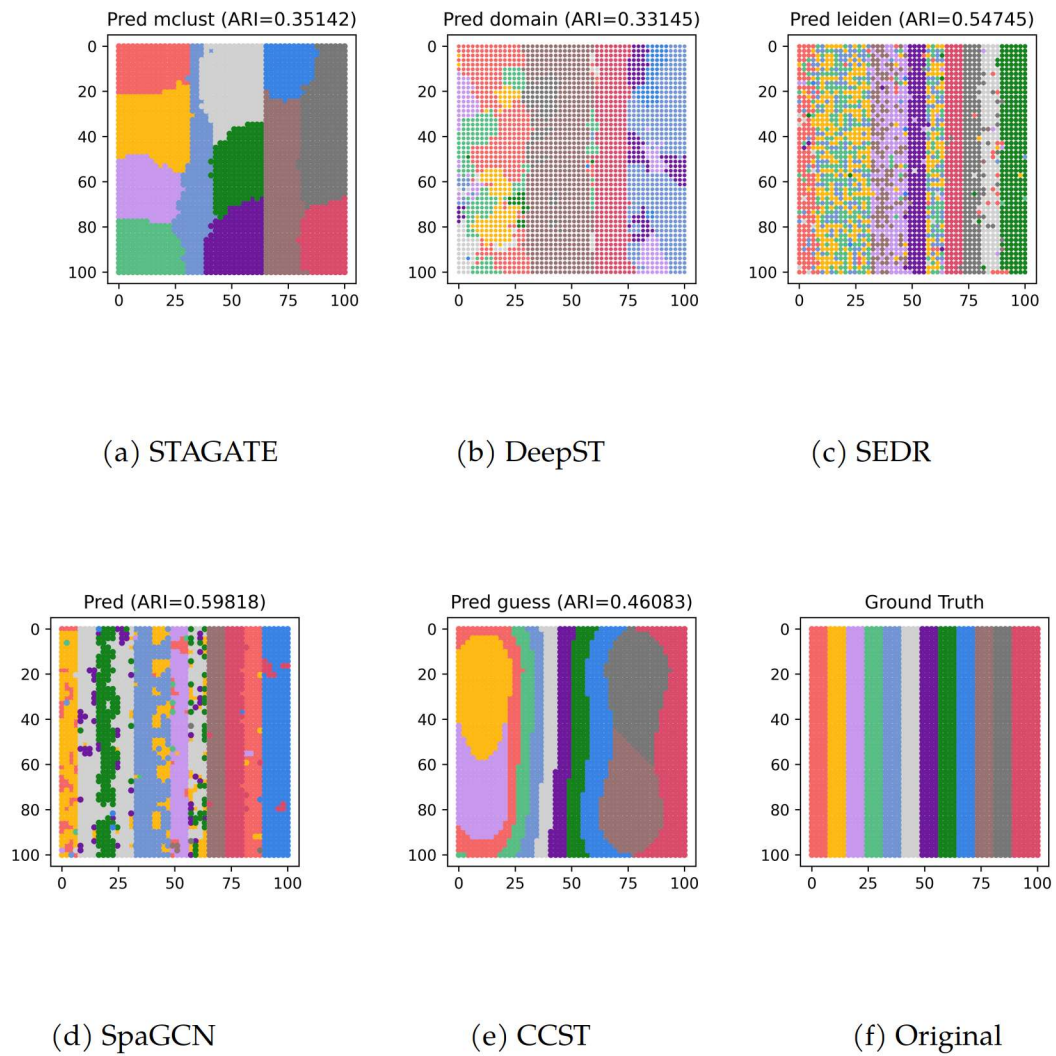 Pred mclust (ARI=0.35142)
0
20
40
60
80
100
0 25 50 75 100
(a) STAGATE
Pred domain (ARI=0.33145)
0
20
40
60
80
100
0 25 50 75 100
(b) DeepST
Pred leiden (ARI=0.54745)
0
20
40
60
80
100
0 25 50 75 100
(c) SEDR
Pred (ARI=0.59818)
0
20
40
60
80
100
0 25 50 75 100
(d) SpaGCN
Pred guess (ARI=0.46083)
0
20
40
60
80
100
0 25 50 75 100
(e) CCST
Ground Truth
0
20
40
60
80
100
0 25 50 75 100
(f) Original